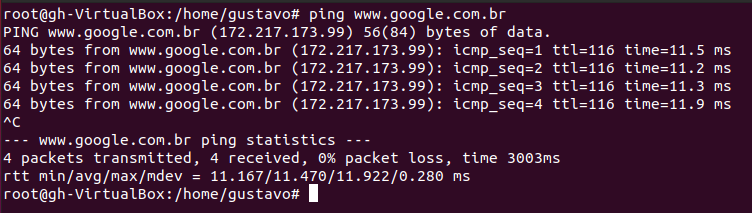 root@gh-VirtualBox:/home/gustavo# ping www.google.com.br
PING www.google.com.br (172.217.173.99) 56(84) bytes of data.
64 bytes from www.google.com.br (172.217.173.99): icmp_seq=1 ttl=116 time=11.5 ms
64 bytes from www.google.com.br (172.217.173.99): icmp_seq=2 ttl=116 time=11.2 ms
64 bytes from www.google.com.br (172.217.173.99): icmp_seq=3 ttl=116 time=11.3 ms
64 bytes from www.google.com.br (172.217.173.99): icmp_seq=4 ttl=116 time=11.9 ms
^C
--- www.google.com.br ping statistics ---
4 packets transmitted, 4 received, 0% packet loss, time 3003ms
rtt min/avg/max/mdev = 11.167/11.470/11.922/0.280 ms
root@gh-VirtualBox:/home/gustavo#